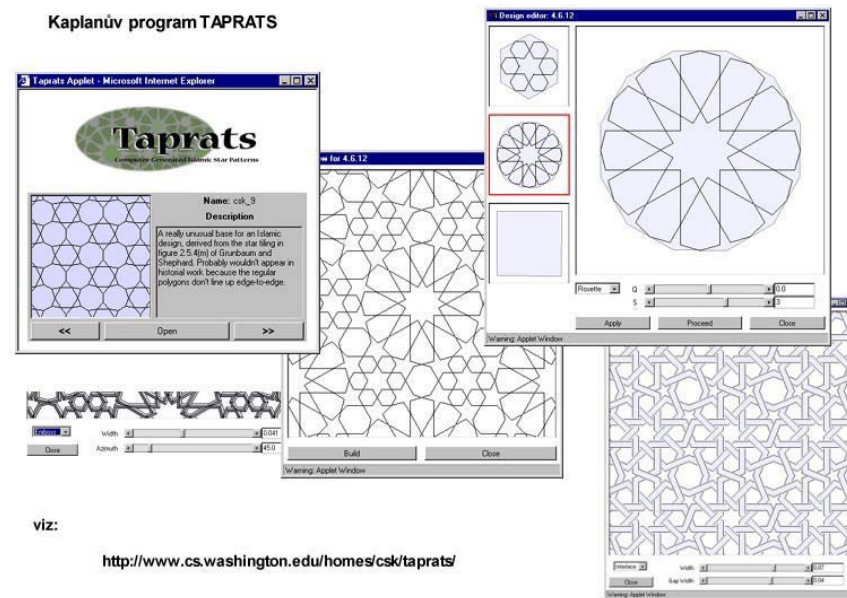 Kaplanův program TAPRATS
Taprats Applet - Microsoft Internet Explorer
Taprats
Computer Generated Islamic Star Patterns
Name: csk_9
Description
A really unusual base for an Islamic
design, derived from the star tiling in
figure 2.5.4(m) of Grunbaum and
Shephard. Probably wouldn't appear in
historial work because the regular
polygons don't line up edge-to-edge.
<< Open >>
w for 4.6.12
Build Close
Warning: Applet Window
Design editor: 4.6.12
Rosette Q 0.0
S 3
Apply Proceed Close
Warning: Applet Window
Emboss Width 0.041
Close Azimuth 45.0
Interlace Width 0.07
Close Gap Width 0.04
Warning: Applet Window
viz:
http://www.cs.washington.edu/homes/csk/taprats/